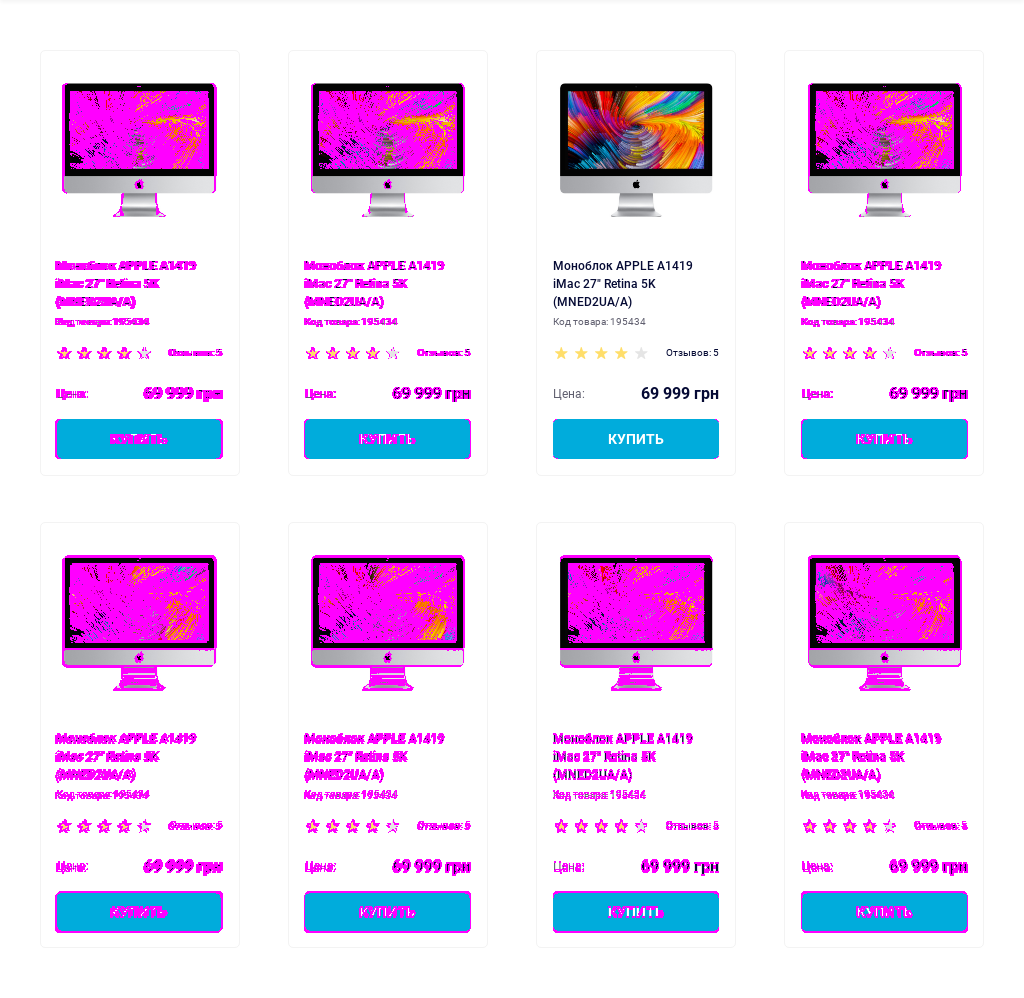 Моноблок APPLE A1419
iMac 27" Retina 5K
(MNED2UA/A)
Код товара: 195434
Отзывов: 5
Цена: 69 999 грн
КУПИТЬ
Моноблок APPLE A1419
iMac 27" Retina 5K
(MNED2UA/A)
Код товара: 195434
Отзывов: 5
Цена: 69 999 грн
КУПИТЬ
Моноблок APPLE A1419
iMac 27" Retina 5K
(MNED2UA/A)
Код товара: 195434
Отзывов: 5
Цена: 69 999 грн
КУПИТЬ
Моноблок APPLE A1419
iMac 27" Retina 5K
(MNED2UA/A)
Код товара: 195434
Отзывов: 5
Цена: 69 999 грн
КУПИТЬ
Моноблок APPLE A1419
iMac 27" Retina 5K
(MNED2UA/A)
Код товара: 195434
Отзывов: 5
Цена: 69 999 грн
КУПИТЬ
Моноблок APPLE A1419
iMac 27" Retina 5K
(MNED2UA/A)
Код товара: 195434
Отзывов: 5
Цена: 69 999 грн
КУПИТЬ
Моноблок APPLE A1419
iMac 27" Retina 5K
(MNED2UA/A)
Код товара: 195434
Отзывов: 5
Цена: 69 999 грн
КУПИТЬ
Моноблок APPLE A1419
iMac 27" Retina 5K
(MNED2UA/A)
Код товара: 195434
Отзывов: 5
Цена: 69 999 грн
КУПИТЬ